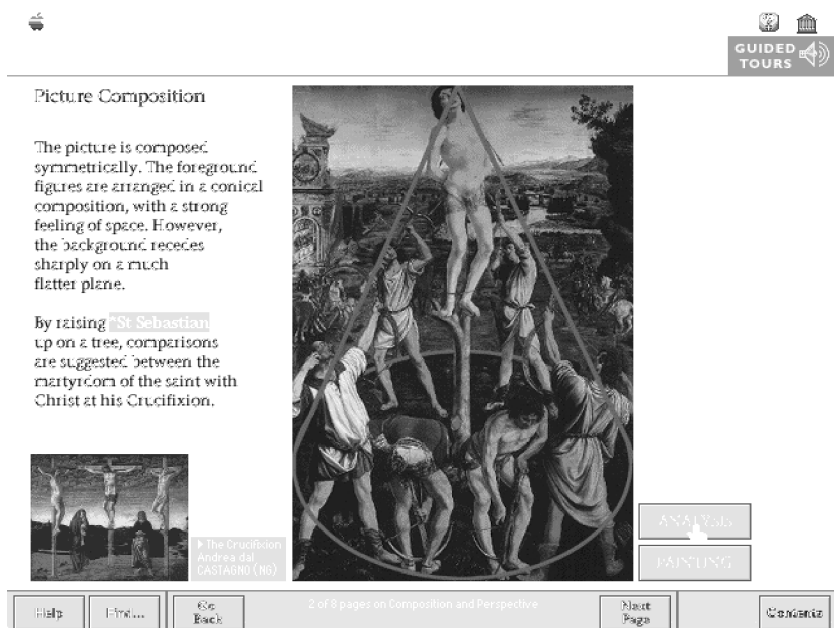 GUIDED
TOURS
Picture Composition
The picture is composed
symmetrically. The foreground
figures are arranged in a conical
composition, with a strong
feeling of space. However,
the background recedes
sharply on a much
flatter plane.
By raising *St Sebastian
up on a tree, comparisons
are suggested between the
martyrdom of the saint with
Christ at his Crucifixion.
The Crucifixion
Andrea dal
CASTAGNO (NG)
ANALYSIS
PAINTING
Help
Find...
Go
Back
2 of 8 pages on Composition and Perspective
Next
Page
Contents